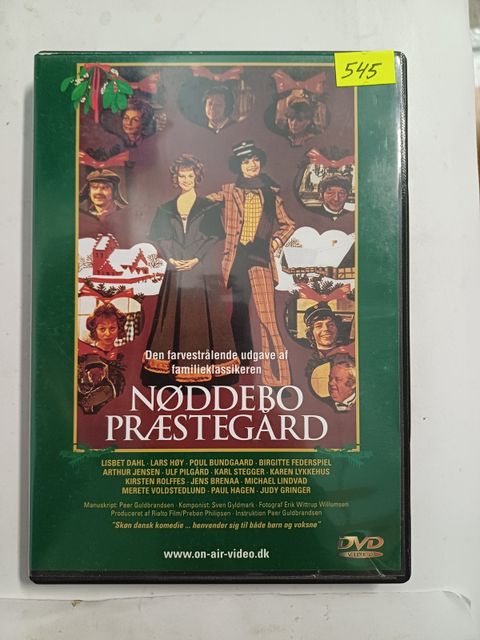 545
Den farvestrålende udgave af
familieklassikeren
NØDDEBO
PRÆSTEGÅRD
LISBET DAHL · LARS HØY · POUL BUNDGAARD · BIRGITTE FEDERSPIEL
ARTHUR JENSEN · ULF PILGÅRD · KARL STEGGER · KAREN LYKKEHUS
KIRSTEN ROLFFES · JENS BRENAA · MICHAEL LINDVAD
MERETE VOLDSTEDLUND · PAUL HAGEN · JUDY GRINGER
Manuskript: Peer Guldbrandsen · Komponist: Sven Gyldmark · Fotograf Erik Wittrup Willumsen
Produceret af Rialto Film/Preben Philipsen · Instruktion Peer Guldbrandsen
"Skøn dansk komedie ... henvender sig til både børn og voksne"
www.on-air-video.dk
DVD
VIDEO